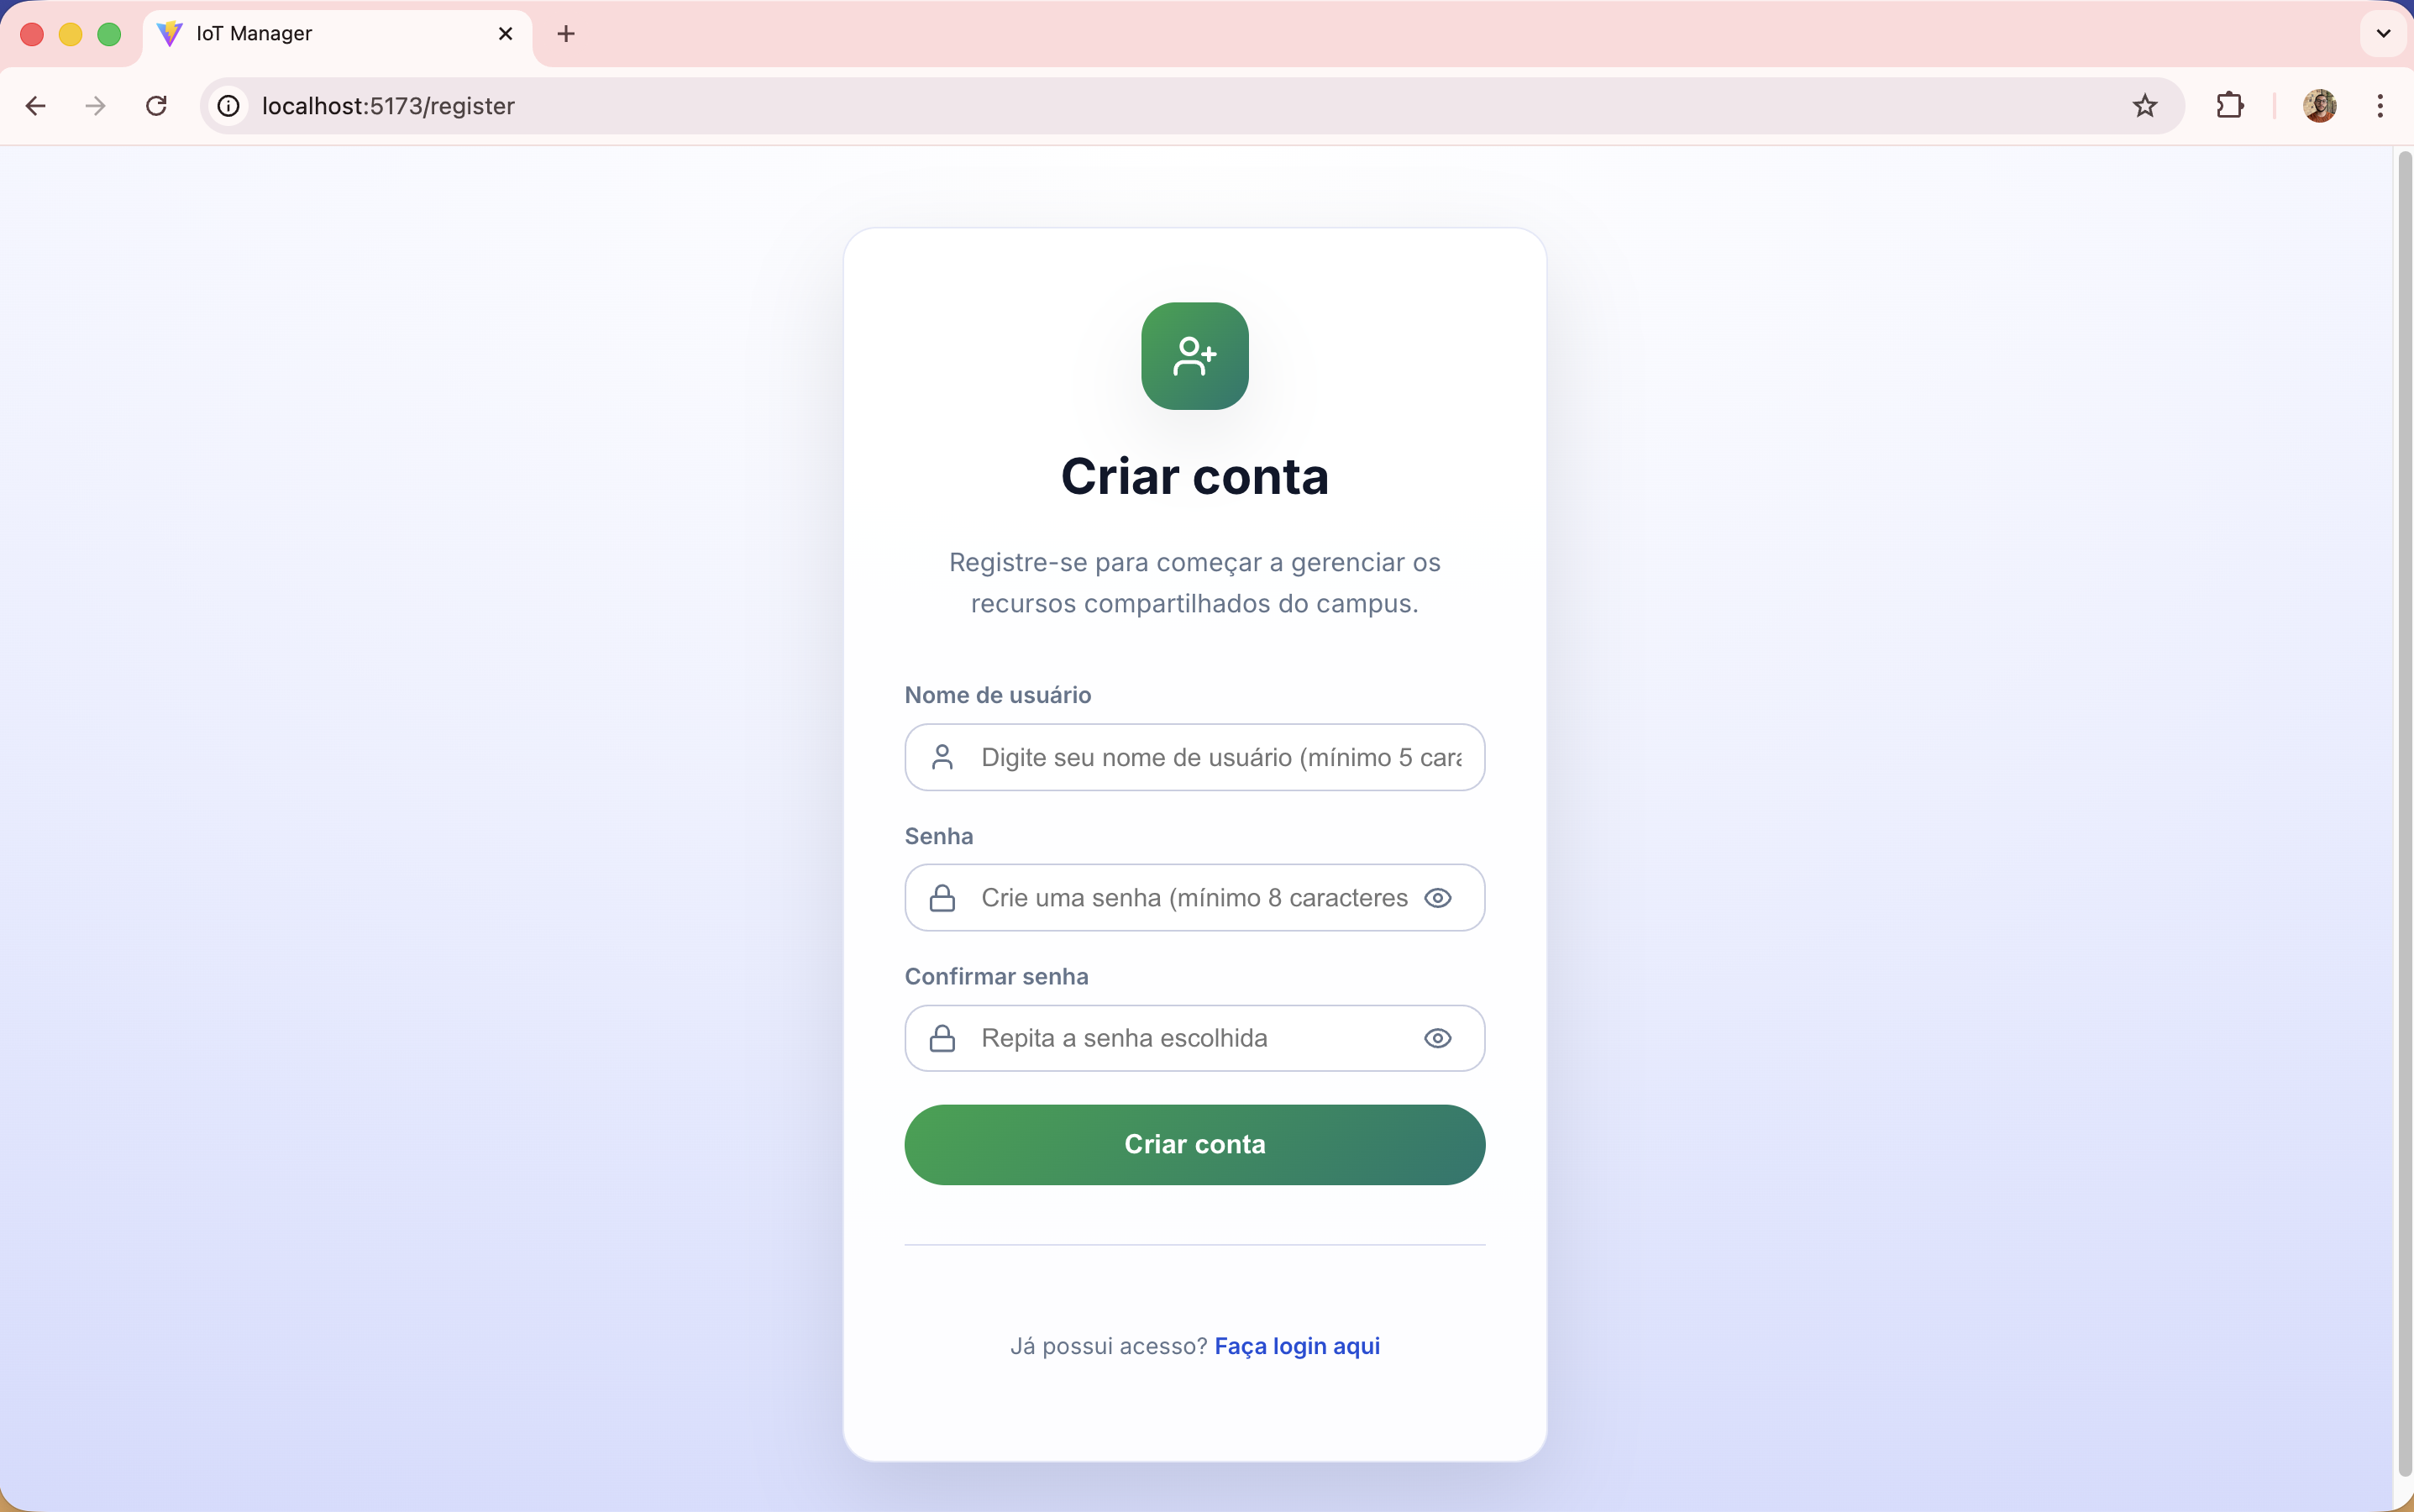 IoT Manager
localhost:5173/register
Criar conta
Registre-se para começar a gerenciar os
recursos compartilhados do campus.
Nome de usuário
Digite seu nome de usuário (mínimo 5 cara
Senha
Crie uma senha (mínimo 8 caracteres
Confirmar senha
Repita a senha escolhida
Criar conta
Já possui acesso? Faça login aqui